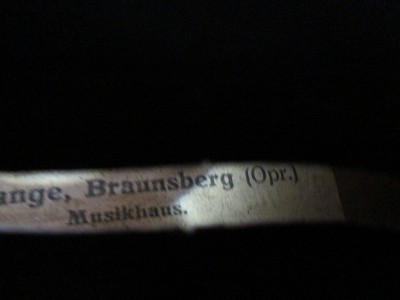 ange, Braunsberg (Opr.)
Musikhaus.